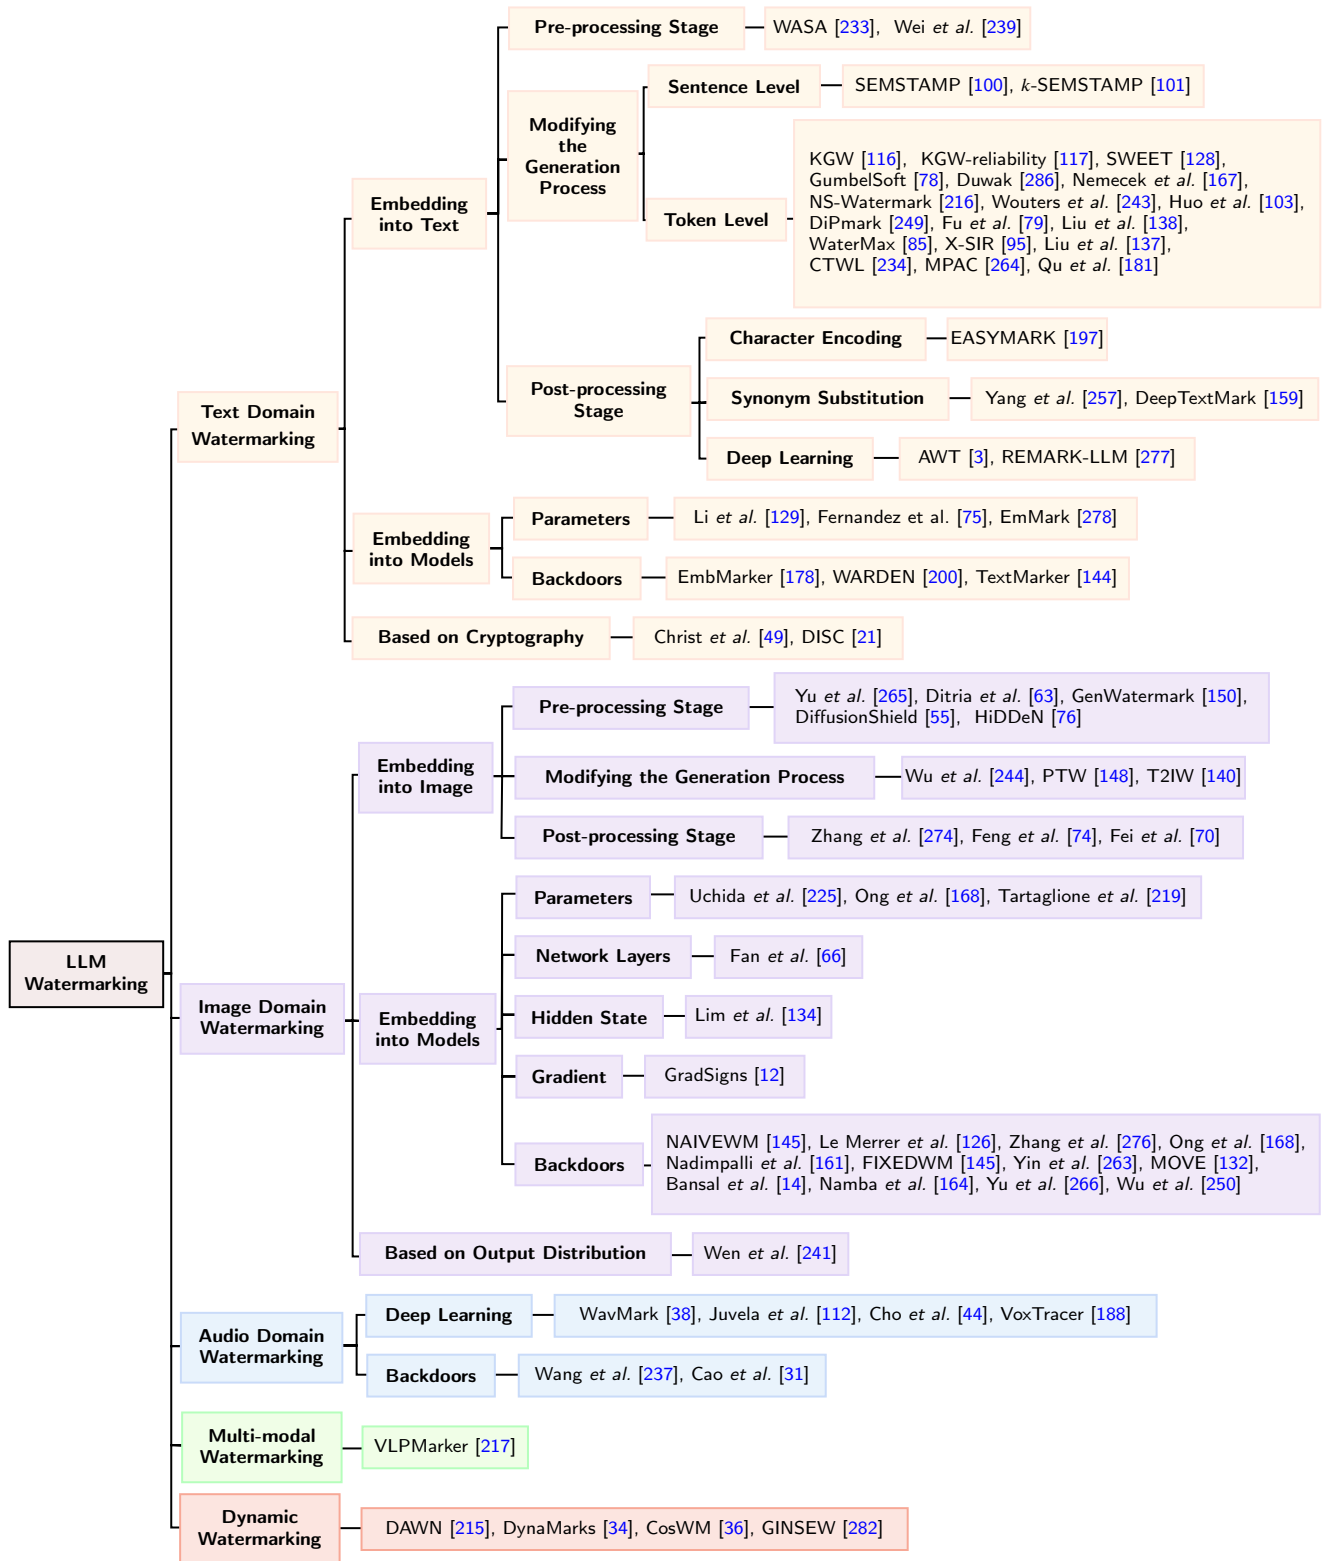 LLM
Watermarking
Text Domain
Watermarking
Embedding
into Text
Pre-processing Stage
WASA [233], Wei et al. [239]
Modifying
the
Generation
Process
Sentence Level
SEMSTAMP [100], k-SEMSTAMP [101]
Token Level
KGW [116], KGW-reliability [117], SWEET [128],
GumbelSoft [78], Duwak [286], Nemecek et al. [167],
NS-Watermark [216], Wouters et al. [243], Huo et al. [103],
DiPmark [249], Fu et al. [79], Liu et al. [138],
WaterMax [85], X-SIR [95], Liu et al. [137],
CTWL [234], MPAC [264], Qu et al. [181]
Post-processing
Stage
Character Encoding
EASYMARK [197]
Synonym Substitution
Yang et al. [257], DeepTextMark [159]
Deep Learning
AWT [3], REMARK-LLM [277]
Embedding
into Models
Parameters
Li et al. [129], Fernandez et al. [75], EmMark [278]
Backdoors
EmbMarker [178], WARDEN [200], TextMarker [144]
Based on Cryptography
Christ et al. [49], DISC [21]
Image Domain
Watermarking
Embedding
into Image
Pre-processing Stage
Yu et al. [265], Ditria et al. [63], GenWatermark [150],
DiffusionShield [55], HiDDeN [76]
Modifying the Generation Process
Wu et al. [244], PTW [148], T2IW [140]
Post-processing Stage
Zhang et al. [274], Feng et al. [74], Fei et al. [70]
Embedding
into Models
Parameters
Uchida et al. [225], Ong et al. [168], Tartaglione et al. [219]
Network Layers
Fan et al. [66]
Hidden State
Lim et al. [134]
Gradient
GradSigns [12]
Backdoors
NAIVEWM [145], Le Merrer et al. [126], Zhang et al. [276], Ong et al. [168],
Nadimpalli et al. [161], FIXEDWM [145], Yin et al. [263], MOVE [132],
Bansal et al. [14], Namba et al. [164], Yu et al. [266], Wu et al. [250]
Based on Output Distribution
Wen et al. [241]
Audio Domain
Watermarking
Deep Learning
WavMark [38], Juvela et al. [112], Cho et al. [44], VoxTracer [188]
Backdoors
Wang et al. [237], Cao et al. [31]
Multi-modal
Watermarking
VLPMarker [217]
Dynamic
Watermarking
DAWN [215], DynaMarks [34], CosWM [36], GINSEW [282]